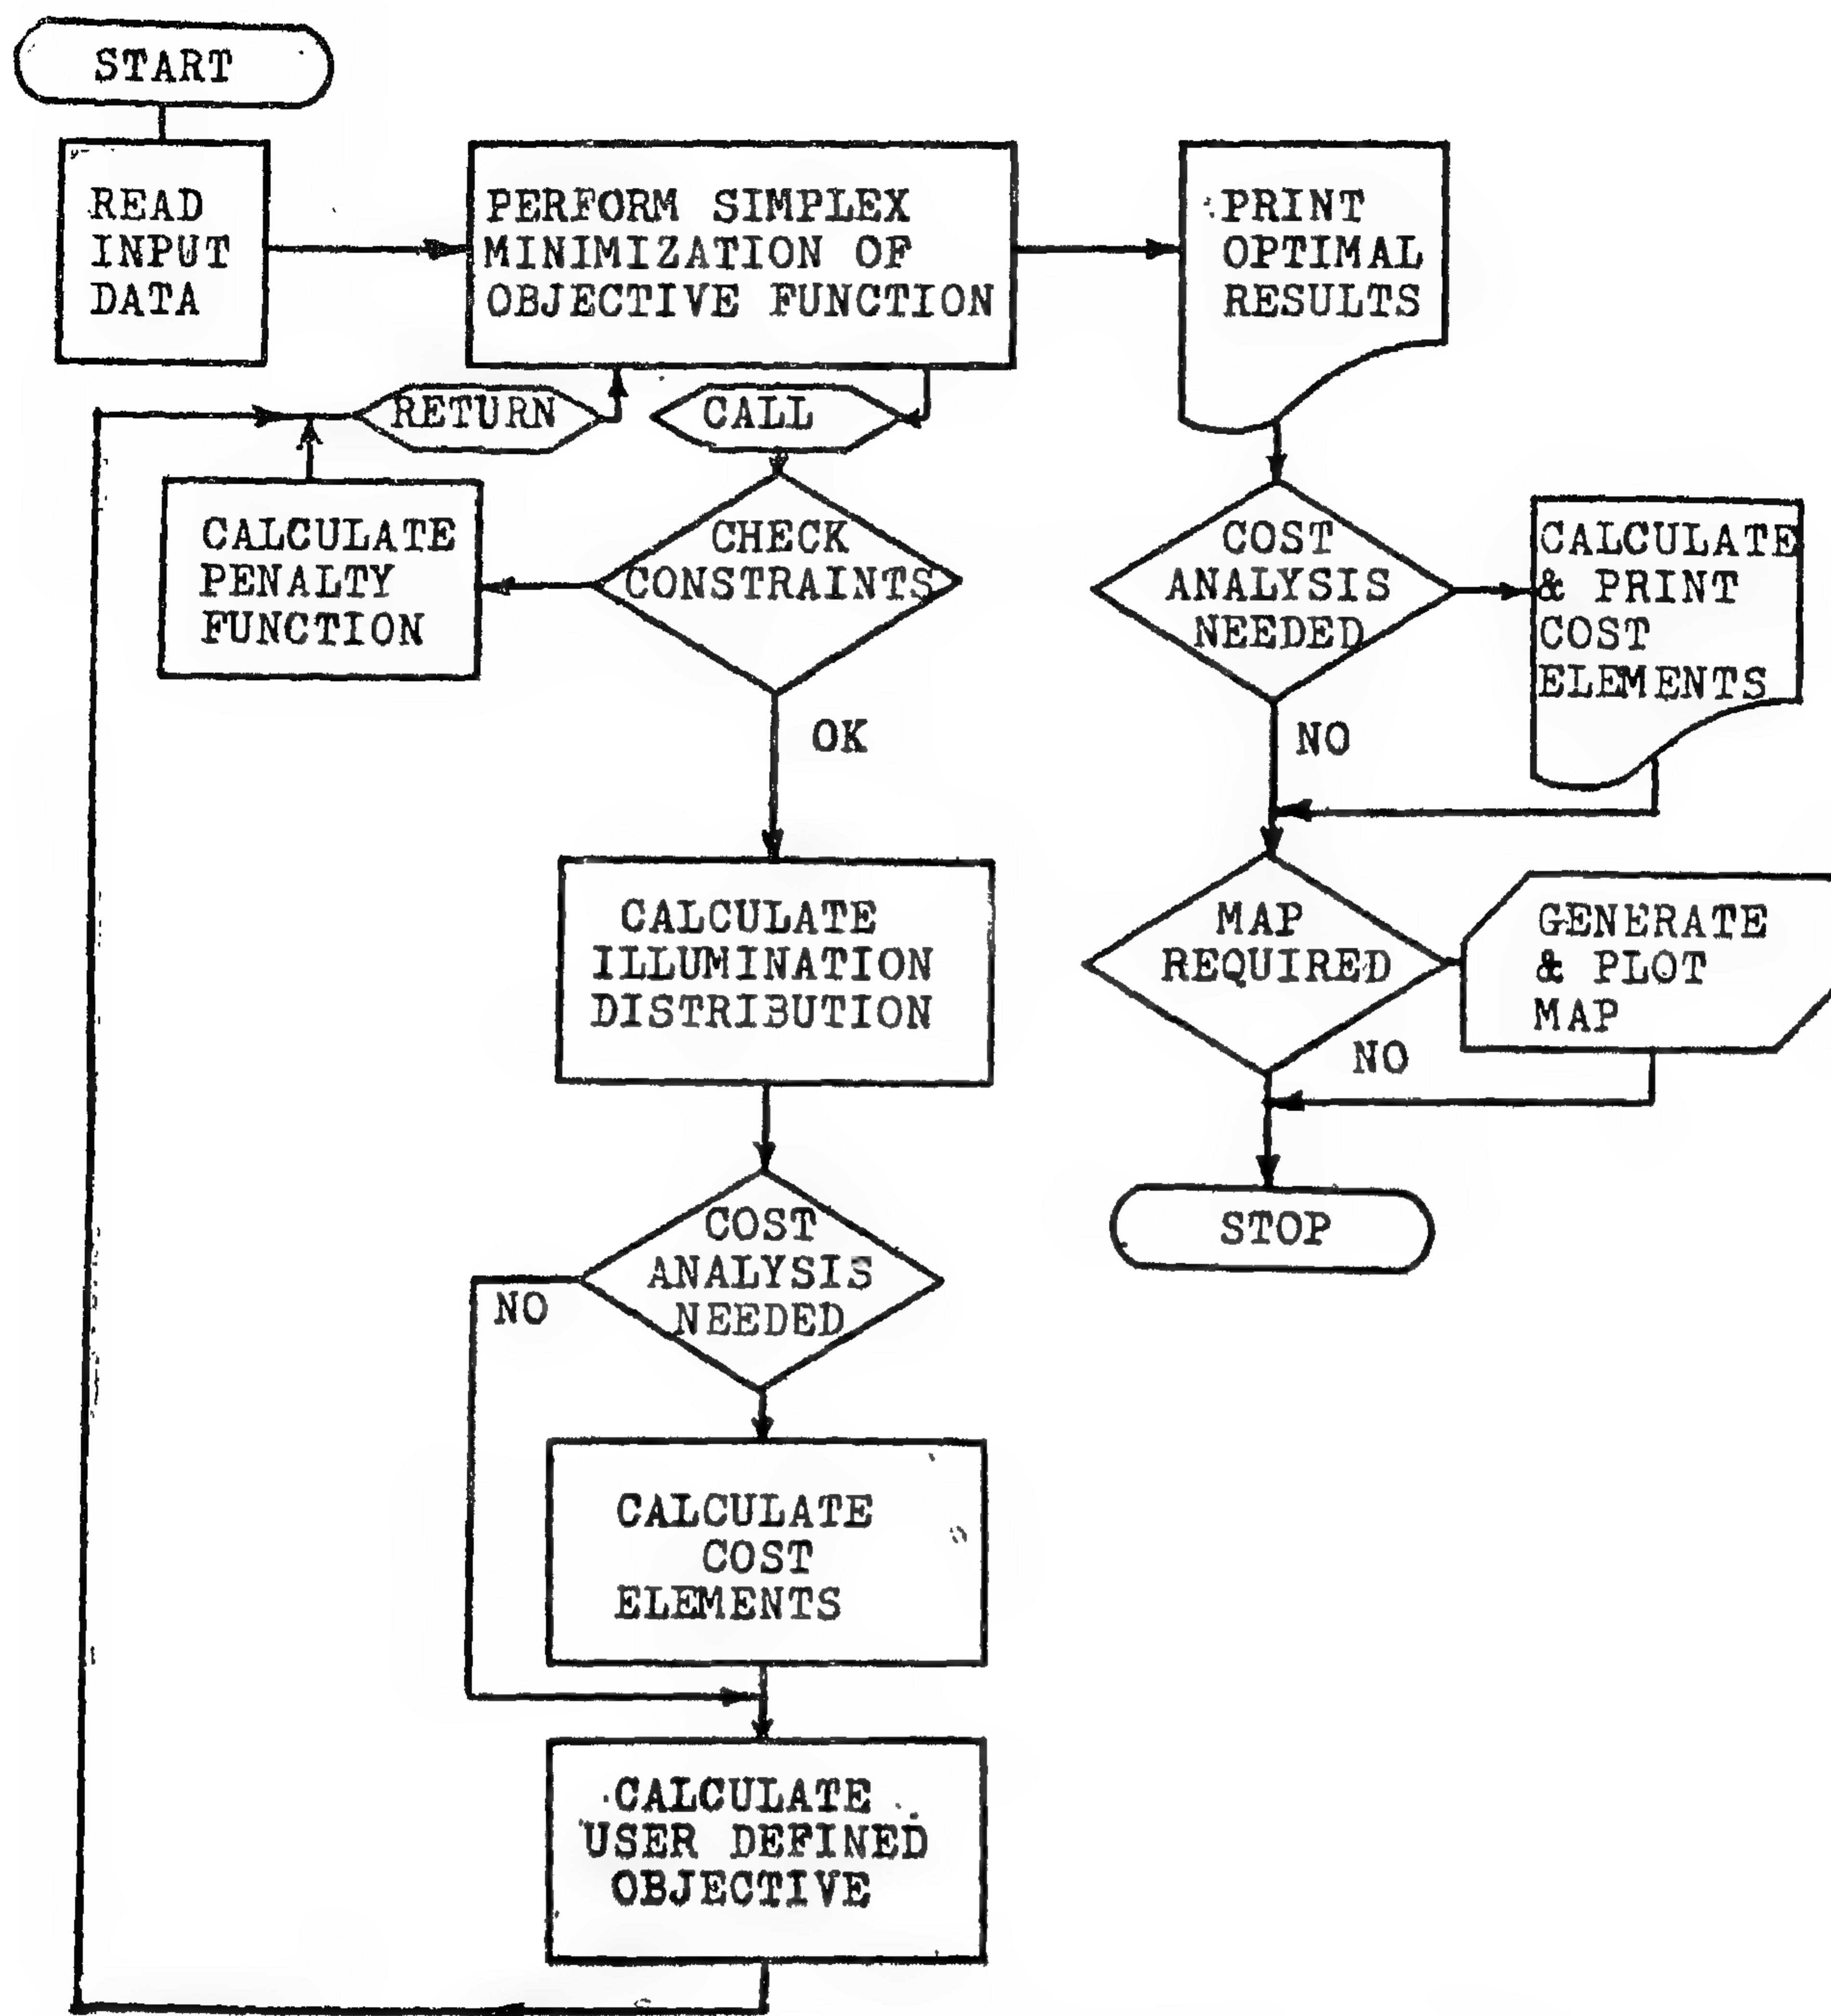 START
READ
INPUT
DATA
PERFORM SIMPLEX
MINIMIZATION OF
OBJECTIVE FUNCTION
PRINT
OPTIMAL
RESULTS
RETURN
CALL
CALCULATE
PENALTY
FUNCTION
CHECK
CONSTRAINTS
OK
COST
ANALYSIS
NEEDED
NO
CALCULATE
& PRINT
COST
ELEMENTS
CALCULATE
ILLUMINATION
DISTRIBUTION
MAP
REQUIRED
NO
GENERATE
& PLOT
MAP
STOP
COST
ANALYSIS
NEEDED
NO
CALCULATE
COST
ELEMENTS
CALCULATE
USER DEFINED
OBJECTIVE